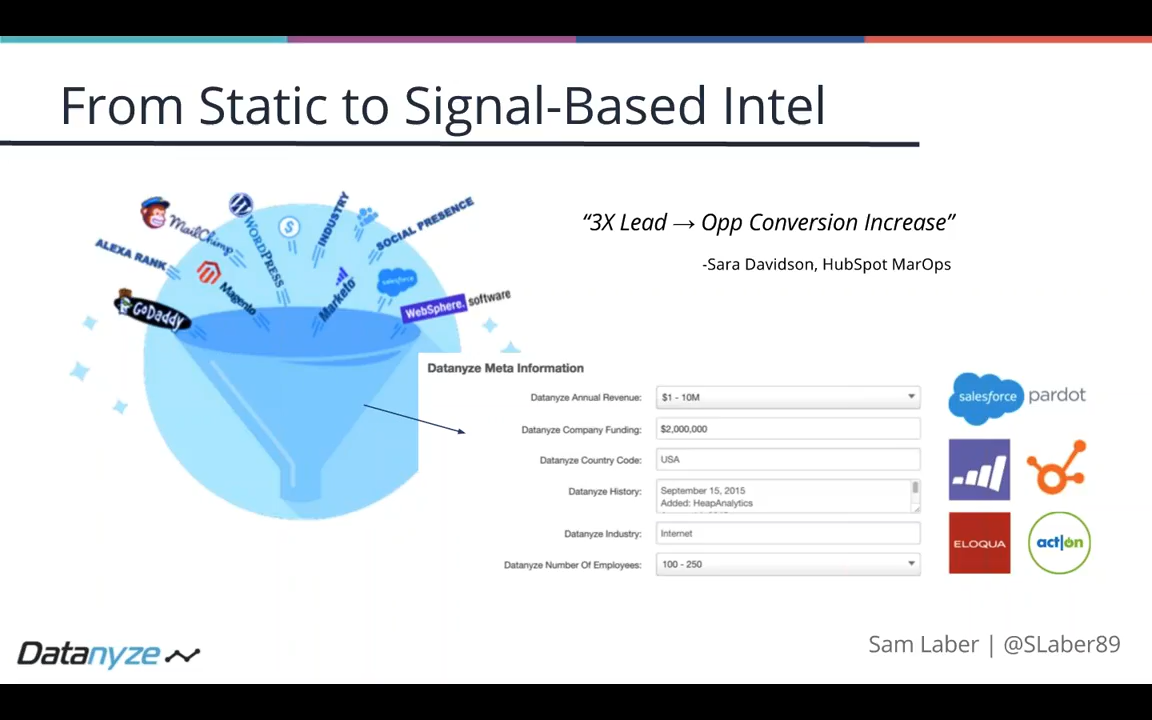 From Static to Signal-Based Intel
“3X Lead → Opp Conversion Increase”
-Sara Davidson, HubSpot MarOps
MailChimp
WORDPRESS
S
INDUSTRY
SOCIAL PRESENCE
ALEXA RANK
Magento
Marketo
salesforce
GoDaddy
WebSphere. software
Datanyze Meta Information
Datanyze Annual Revenue: $1 - 10M
Datanyze Company Funding: $2,000,000
Datanyze Country Code: USA
Datanyze History: September 15, 2015
Added: HeapAnalytics
Datanyze Industry: Internet
Datanyze Number Of Employees: 100 - 250
salesforce pardot
ELOQUA
act|on
Datanyze
Sam Laber | @SLaber89